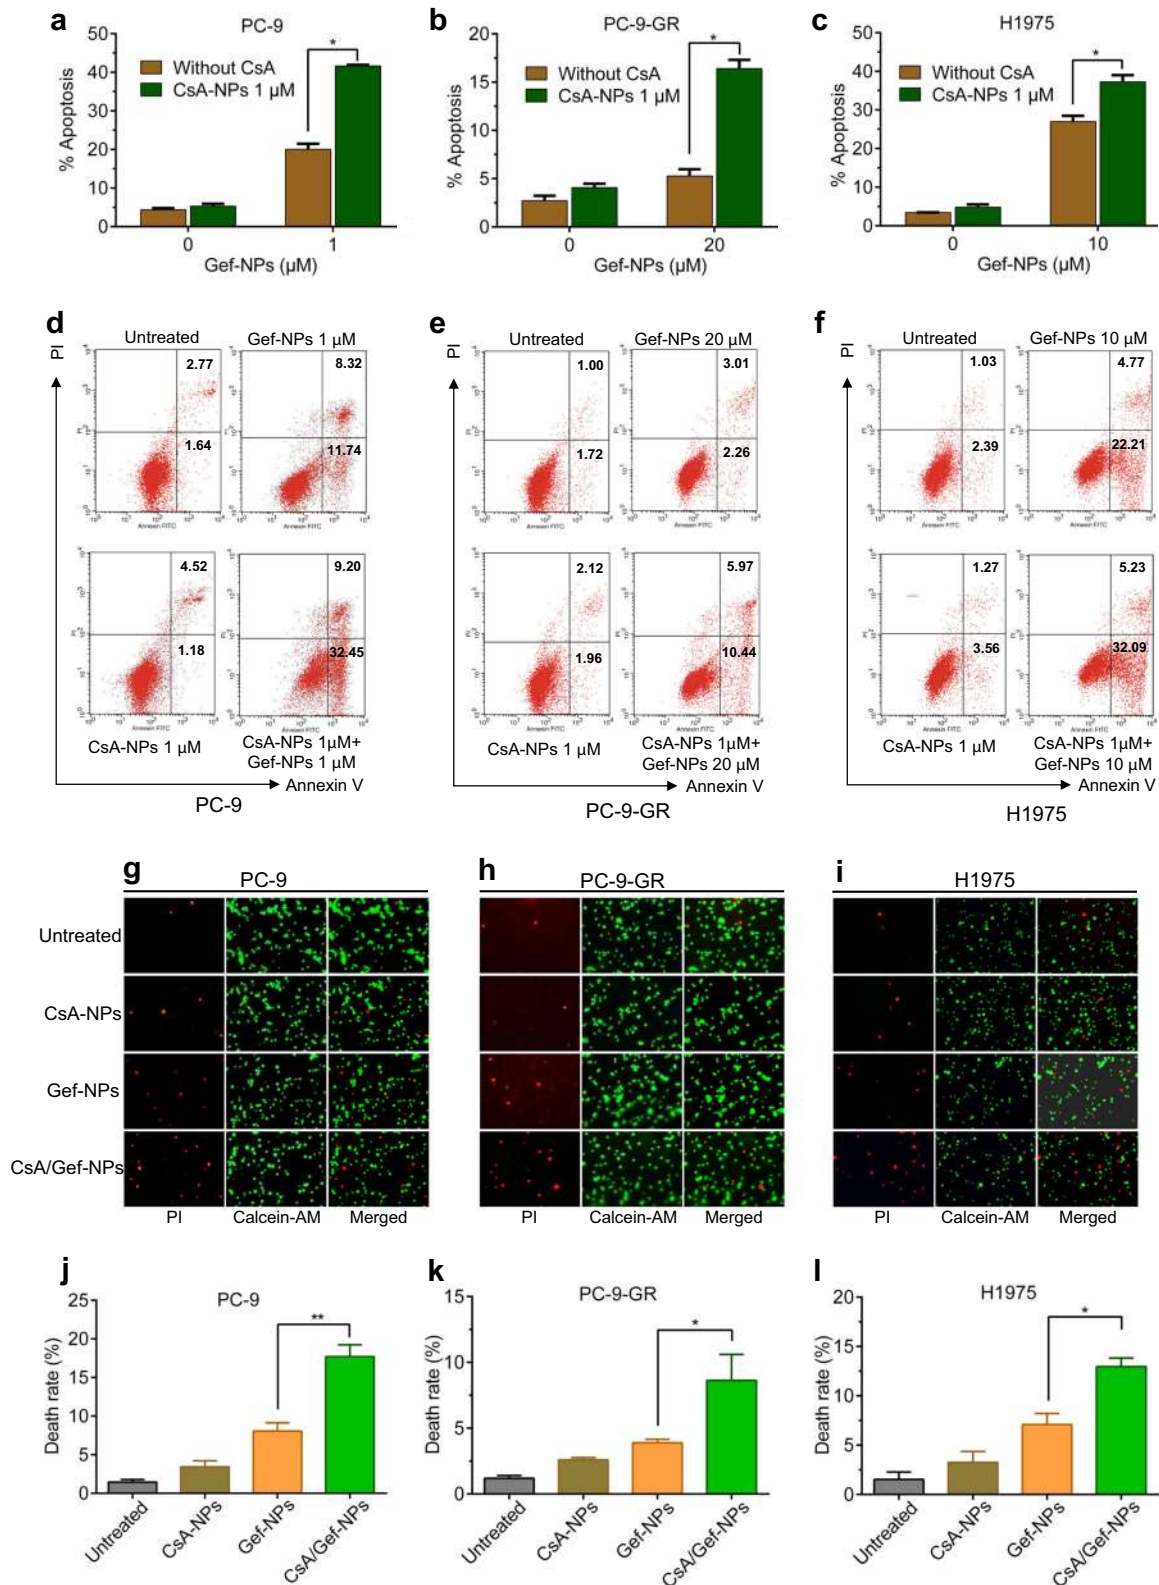 a
PC-9
50
40
30
20
10
0
% Apoptosis
Without CsA
CsA-NPs 1 µM
*
0
1
Gef-NPs (µM)
b
PC-9-GR
20
15
10
5
0
% Apoptosis
Without CsA
CsA-NPs 1 µM
*
0
20
Gef-NPs (µM)
c
H1975
50
40
30
20
10
0
% Apoptosis
Without CsA
CsA-NPs 1 µM
*
0
10
Gef-NPs (µM)
d
PI
Untreated
Gef-NPs 1 µM
2.77
1.64
8.32
11.74
4.52
1.18
9.20
32.45
Annexin FITC
CsA-NPs 1 µM
CsA-NPs 1µM+
Gef-NPs 1 µM
Annexin V
PC-9
e
Untreated
Gef-NPs 20 µM
1.00
1.72
3.01
2.26
2.12
1.96
5.97
10.44
Annexin FITC
CsA-NPs 1 µM
CsA-NPs 1µM+
Gef-NPs 20 µM
Annexin V
PC-9-GR
f
PI
Untreated
Gef-NPs 10 µM
1.03
2.39
4.77
22.21
1.27
3.56
5.23
32.09
Annexin FITC
CsA-NPs 1 µM
CsA-NPs 1µM+
Gef-NPs 10 µM
Annexin V
H1975
g
PC-9
h
PC-9-GR
i
H1975
Untreated
CsA-NPs
Gef-NPs
CsA/Gef-NPs
PI Calcein-AM Merged
PI Calcein-AM Merged
PI Calcein-AM Merged
j
PC-9
25
20
15
10
5
0
Death rate (%)
**
Untreated
CsA-NPs
Gef-NPs
CsA/Gef-NPs
k
PC-9-GR
15
10
5
0
Death rate (%)
*
Untreated
CsA-NPs
Gef-NPs
CsA/Gef-NPs
l
H1975
20
15
10
5
0
Death rate (%)
*
Untreated
CsA-NPs
Gef-NPs
CsA/Gef-NPs